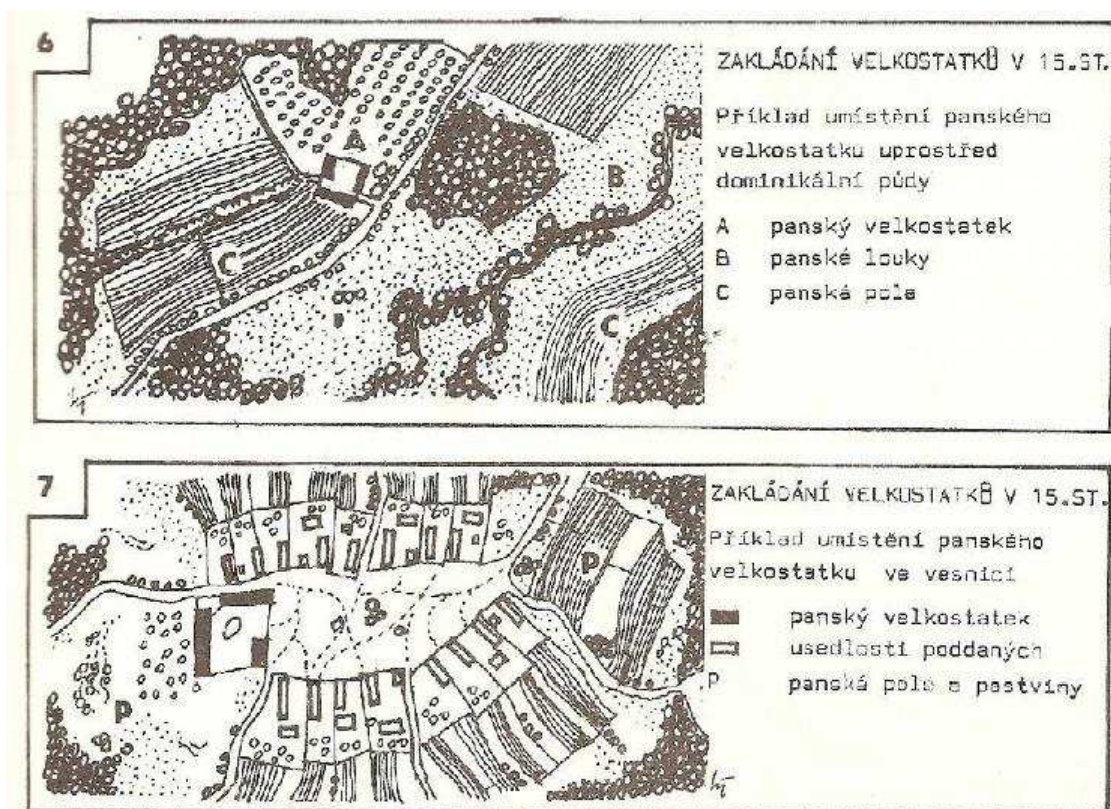 6
ZAKLÁDÁNÍ VELKOSTATKŮ V 15.ST.
Příklad umístění panského
velkostatku uprostřed
dominikální půdy
A panský velkostatek
B panské louky
C panská pole
A
B
C
C
7
ZAKLÁDÁNÍ VELKOSTATKŮ V 15.ST.
Příklad umístění panského
velkostatku ve vesnici
panský velkostatek
usedlosti poddaných
P panská pole a pastviny
P
P